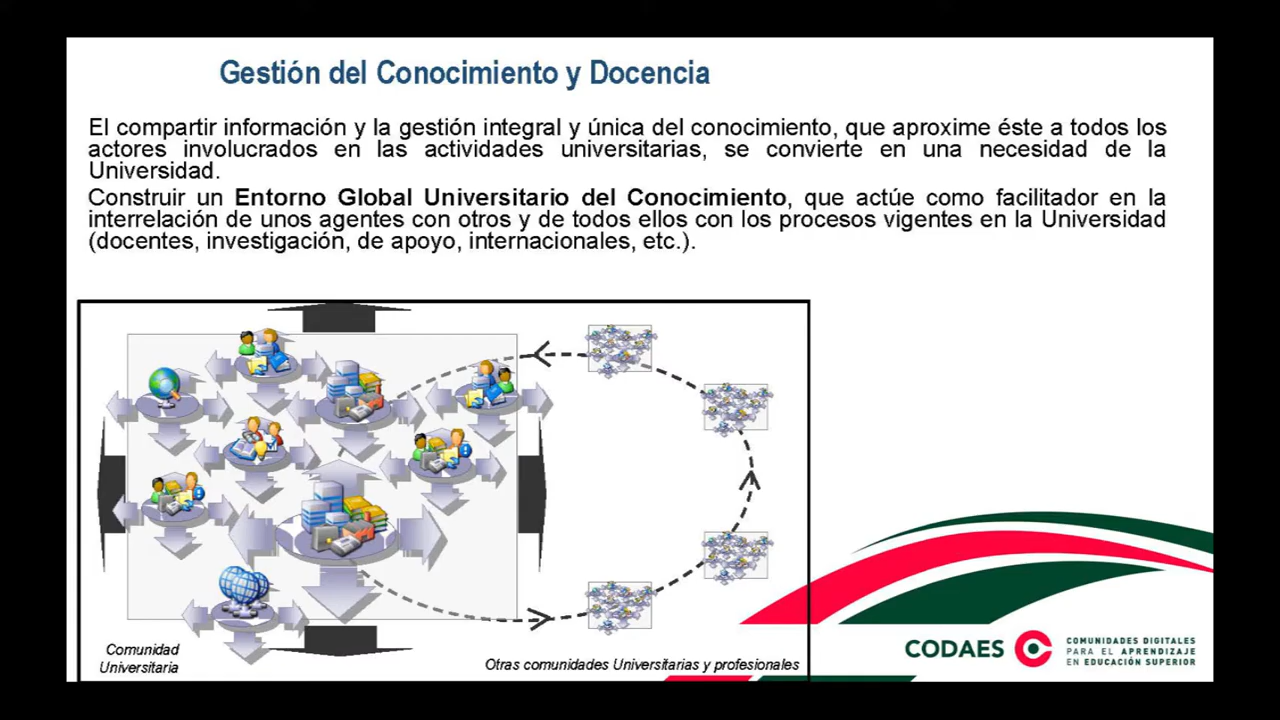 Gestión del Conocimiento y Docencia
El compartir información y la gestión integral y única del conocimiento, que aproxime éste a todos los
actores involucrados en las actividades universitarias, se convierte en una necesidad de la
Universidad.
Construir un Entorno Global Universitario del Conocimiento, que actúe como facilitador en la
interrelación de unos agentes con otros y de todos ellos con los procesos vigentes en la Universidad
(docentes, investigación, de apoyo, internacionales, etc.).
Comunidad
Universitaria
Otras comunidades Universitarias y profesionales
CODAES
COMUNIDADES DIGITALES
PARA EL APRENDIZAJE
EN EDUCACIÓN SUPERIOR